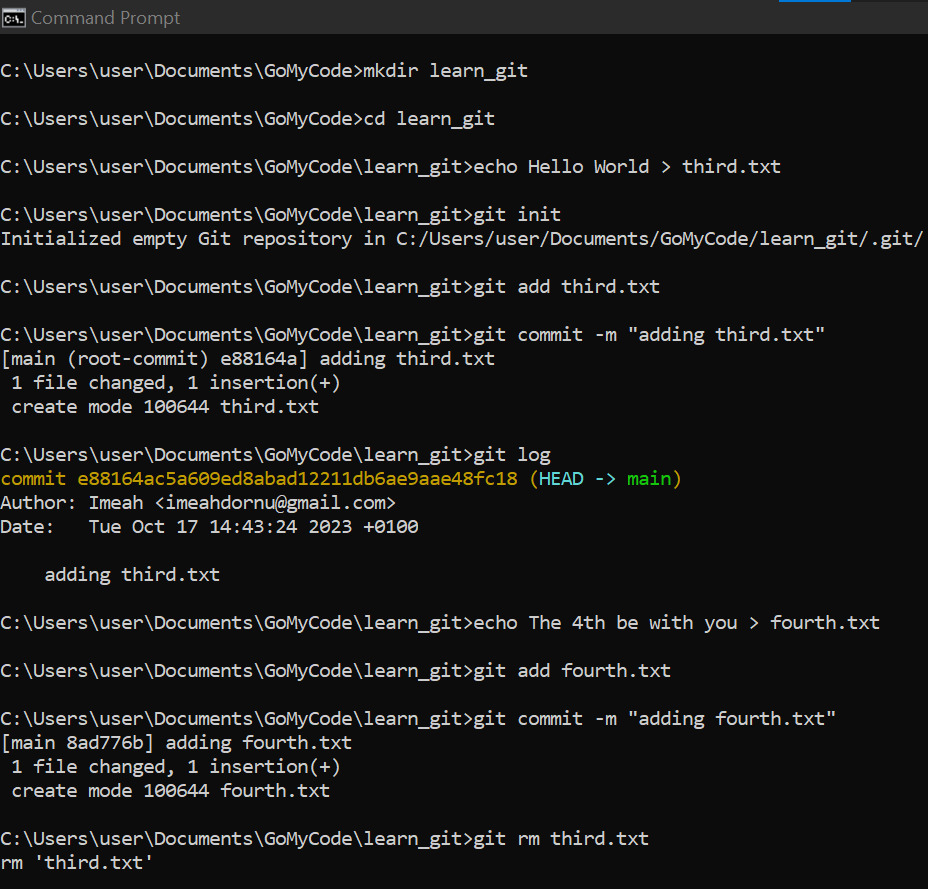 Command Prompt
C:\Users\user\Documents\GoMyCode>mkdir learn_git
C:\Users\user\Documents\GoMyCode>cd learn_git
C:\Users\user\Documents\GoMyCode\learn_git>echo Hello World > third.txt
C:\Users\user\Documents\GoMyCode\learn_git>git init
Initialized empty Git repository in C:/Users/user/Documents/GoMyCode/learn_git/.git/
C:\Users\user\Documents\GoMyCode\learn_git>git add third.txt
C:\Users\user\Documents\GoMyCode\learn_git>git commit -m "adding third.txt"
[main (root-commit) e88164a] adding third.txt
 1 file changed, 1 insertion(+)
 create mode 100644 third.txt
C:\Users\user\Documents\GoMyCode\learn_git>git log
commit e88164ac5a609ed8abad12211db6ae9aae48fc18 (HEAD -> main)
Author: Imeah <imeahdornu@gmail.com>
Date:   Tue Oct 17 14:43:24 2023 +0100
    adding third.txt
C:\Users\user\Documents\GoMyCode\learn_git>echo The 4th be with you > fourth.txt
C:\Users\user\Documents\GoMyCode\learn_git>git add fourth.txt
C:\Users\user\Documents\GoMyCode\learn_git>git commit -m "adding fourth.txt"
[main 8ad776b] adding fourth.txt
 1 file changed, 1 insertion(+)
 create mode 100644 fourth.txt
C:\Users\user\Documents\GoMyCode\learn_git>git rm third.txt
rm 'third.txt'